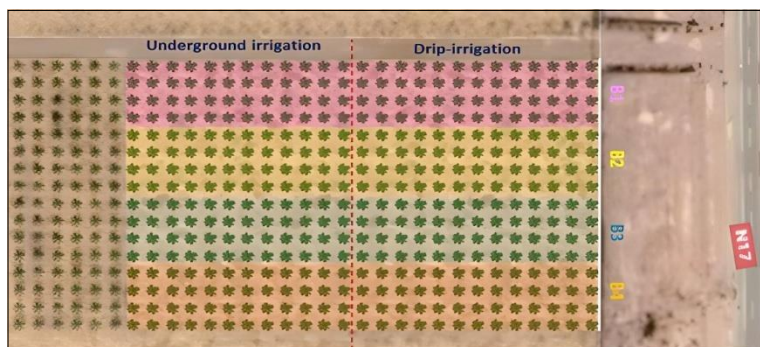 Underground irrigation
Drip-irrigation
B1
B2
B3
B4
N17